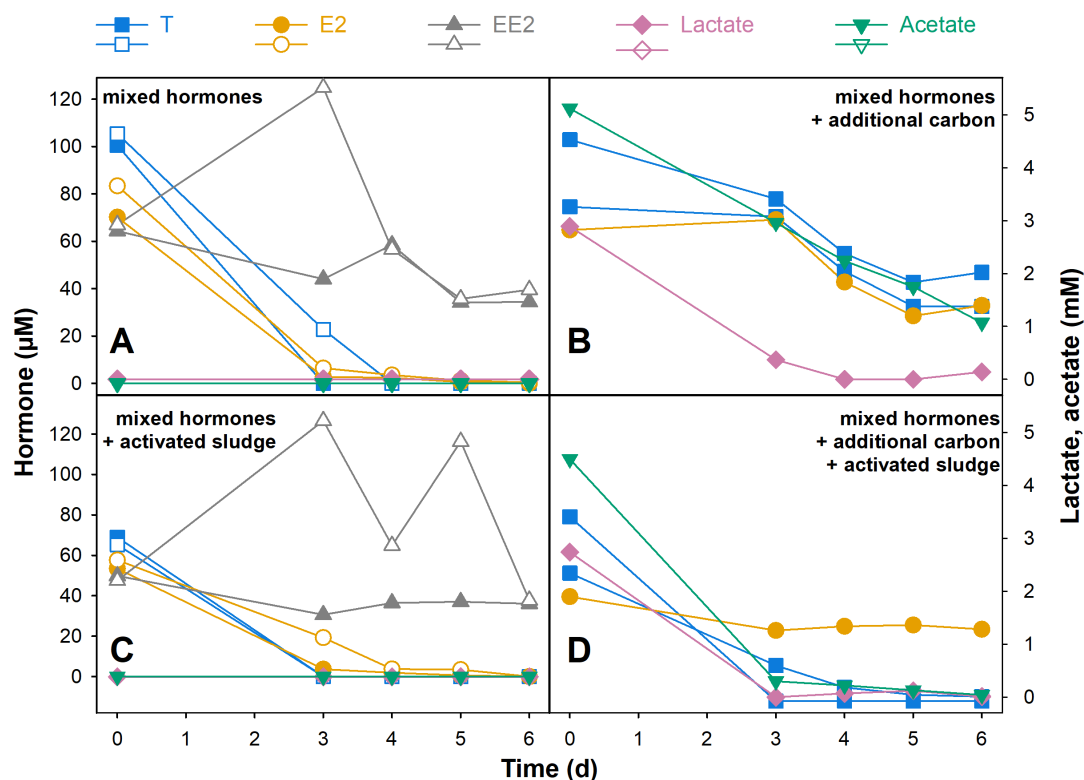 T E2 EE2 Lactate Acetate
mixed hormones
A
120
100
80
60
40
20
0
mixed hormones
+ additional carbon
B
5
4
3
2
1
0
Hormone (µM)
Lactate, acetate (mM)
mixed hormones
+ activated sludge
C
120
100
80
60
40
20
0
mixed hormones
+ additional carbon
+ activated sludge
D
5
4
3
2
1
0
0 1 2 3 4 5 6 0 1 2 3 4 5 6
Time (d)